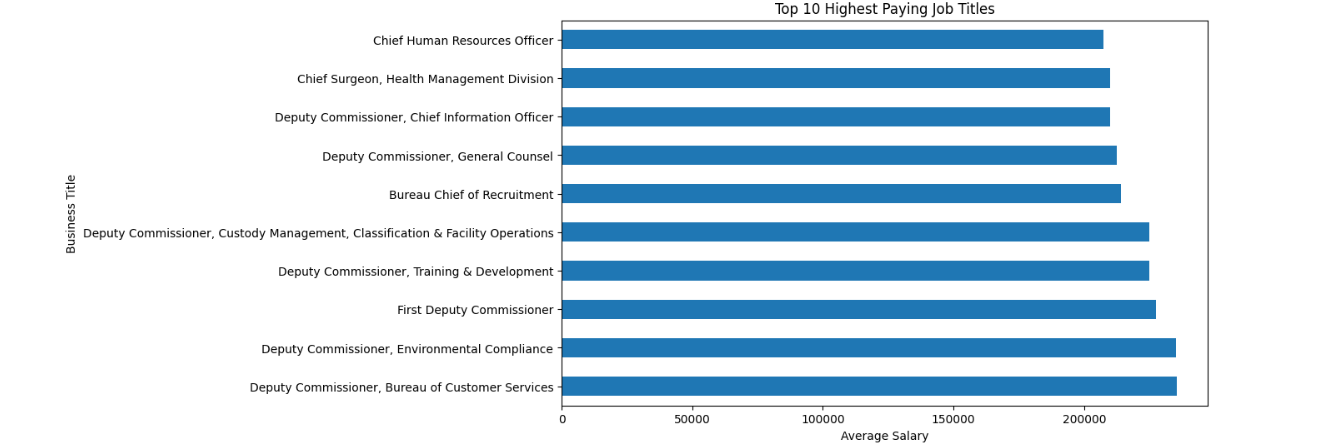 Top 10 Highest Paying Job Titles
Chief Human Resources Officer
Chief Surgeon, Health Management Division
Deputy Commissioner, Chief Information Officer
Deputy Commissioner, General Counsel
Bureau Chief of Recruitment
Deputy Commissioner, Custody Management, Classification & Facility Operations
Deputy Commissioner, Training & Development
First Deputy Commissioner
Deputy Commissioner, Environmental Compliance
Deputy Commissioner, Bureau of Customer Services
Business Title
0 50000 100000 150000 200000
Average Salary